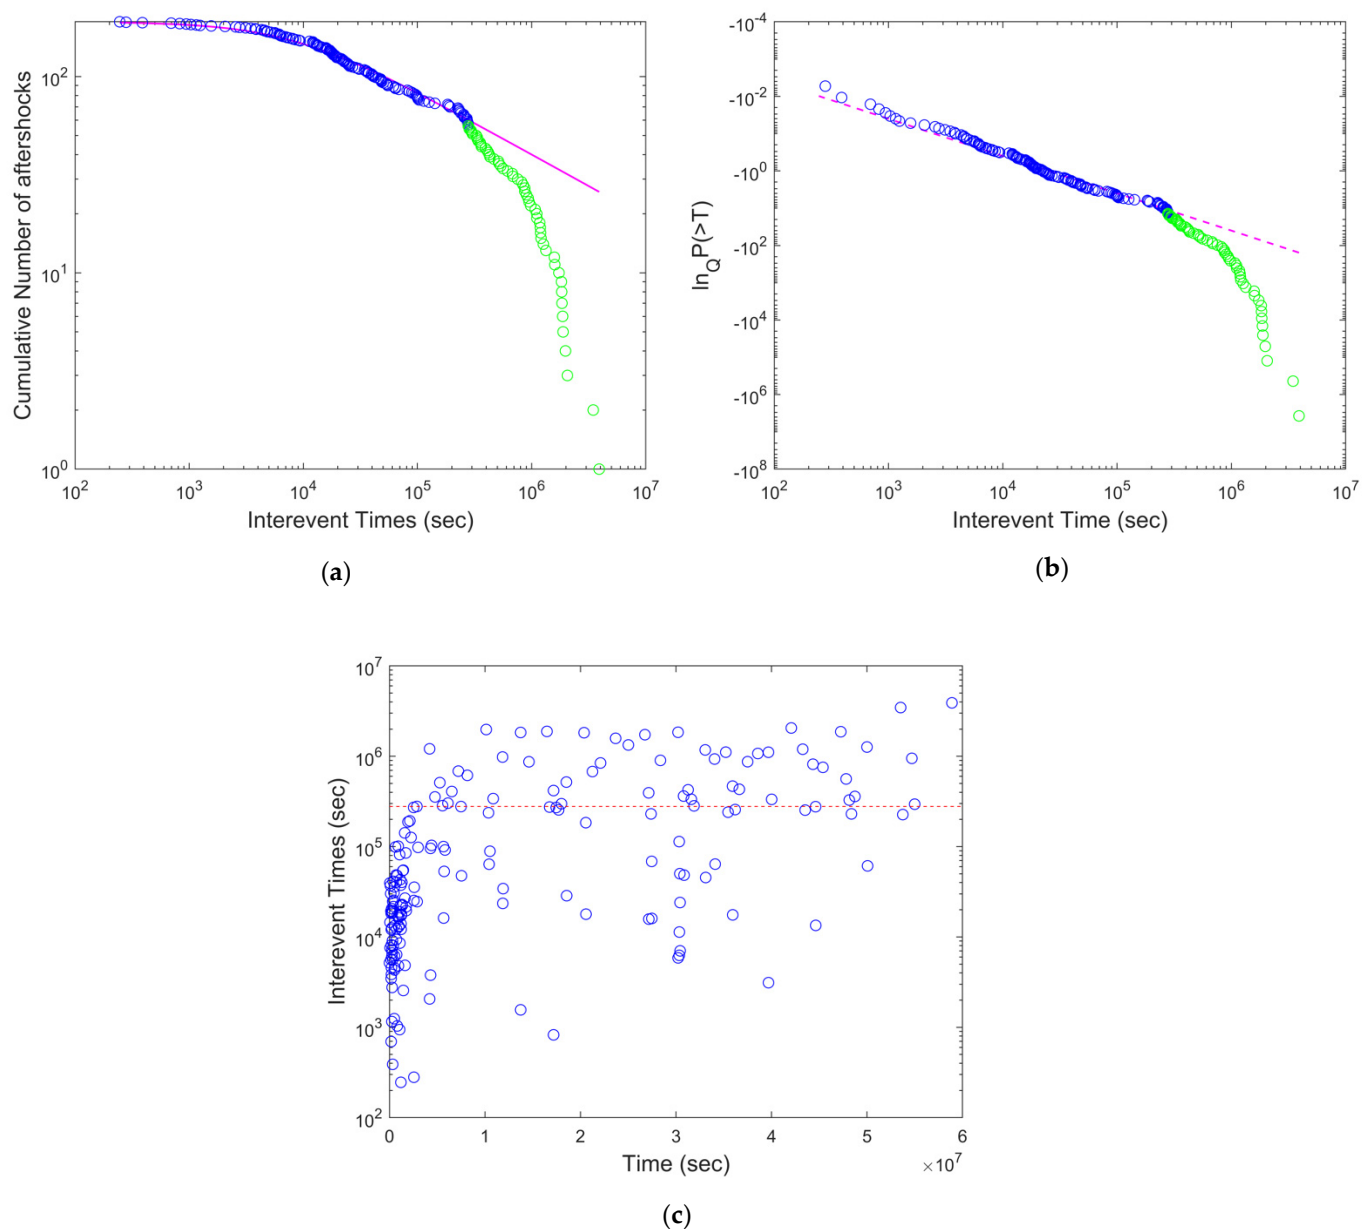 Cumulative Number of aftershocks
10^2
10^1
10^0
10^2 10^3 10^4 10^5 10^6 10^7
Interevent Times (sec)
(a)
ln_Q P(>T)
-10^-4
-10^-2
-10^0
-10^2
-10^4
-10^6
-10^8
10^2 10^3 10^4 10^5 10^6 10^7
Interevent Time (sec)
(b)
Interevent Times (sec)
10^7
10^6
10^5
10^4
10^3
10^2
0 1 2 3 4 5 6
Time (sec)
×10^7
(c)